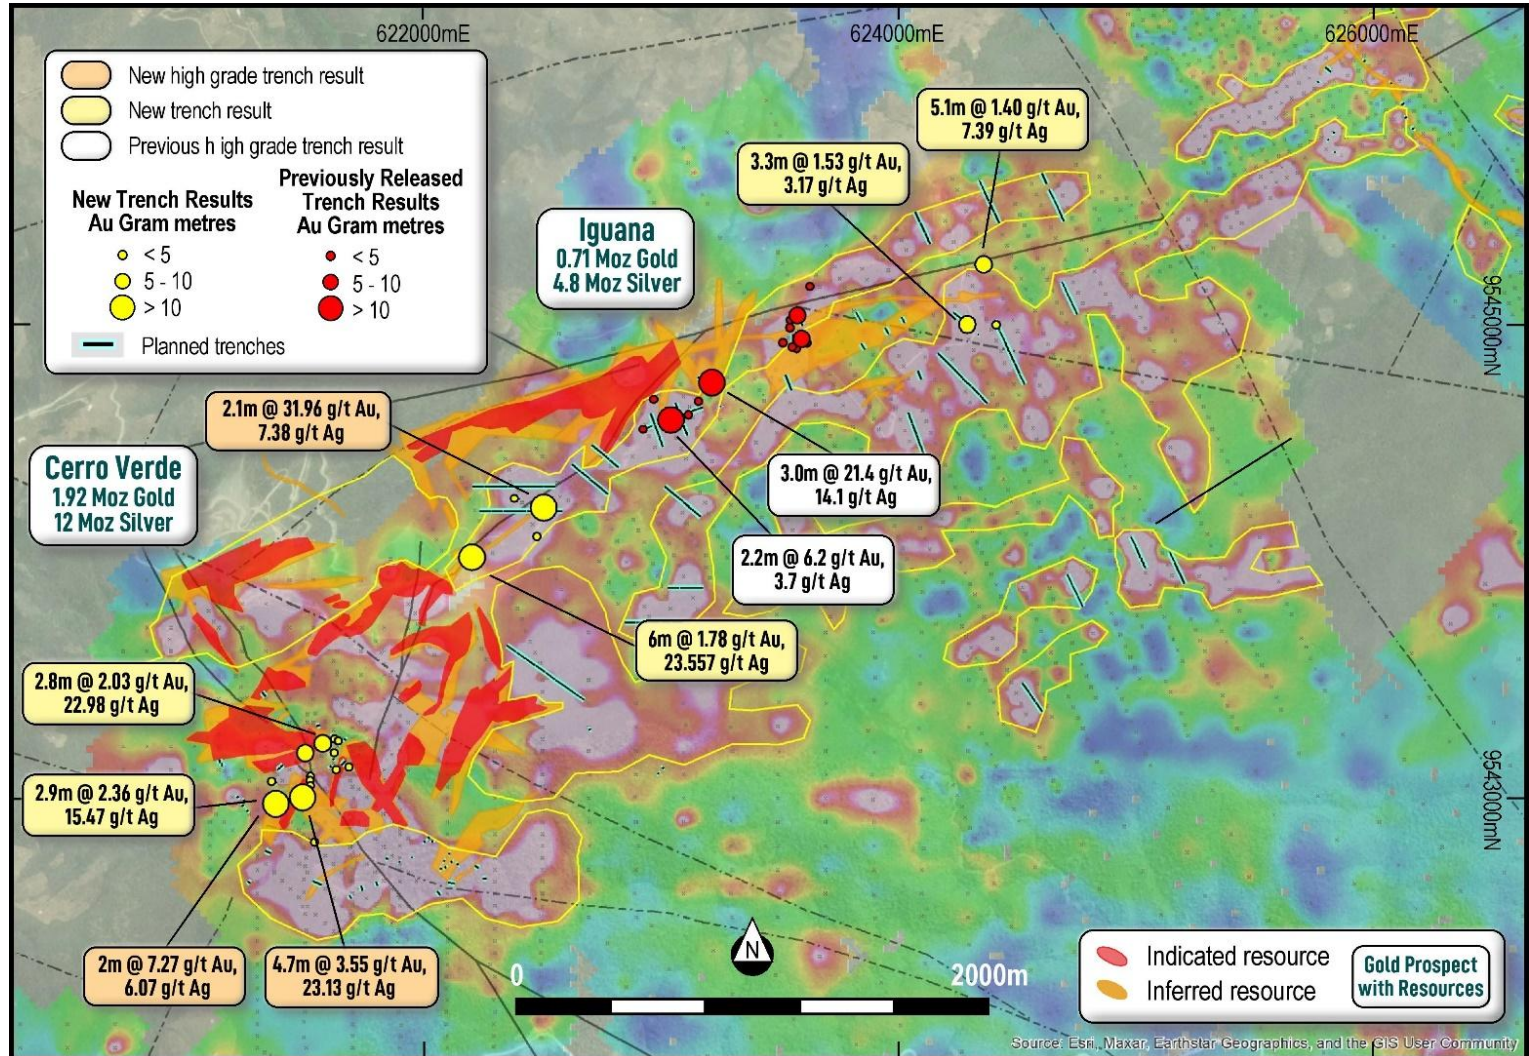 622000mE
624000mE
626000mE
New high grade trench result
New trench result
Previous h igh grade trench result
New Trench Results
Au Gram metres
< 5
5 - 10
> 10
Previously Released
Trench Results
Au Gram metres
< 5
5 - 10
> 10
Planned trenches
5.1m @ 1.40 g/t Au,
7.39 g/t Ag
3.3m @ 1.53 g/t Au,
3.17 g/t Ag
Iguana
0.71 Moz Gold
4.8 Moz Silver
9545000mN
2.1m @ 31.96 g/t Au,
7.38 g/t Ag
Cerro Verde
1.92 Moz Gold
12 Moz Silver
3.0m @ 21.4 g/t Au,
14.1 g/t Ag
2.2m @ 6.2 g/t Au,
3.7 g/t Ag
6m @ 1.78 g/t Au,
23.557 g/t Ag
2.8m @ 2.03 g/t Au,
22.98 g/t Ag
2.9m @ 2.36 g/t Au,
15.47 g/t Ag
9543000mN
2m @ 7.27 g/t Au,
6.07 g/t Ag
4.7m @ 3.55 g/t Au,
23.13 g/t Ag
N
0
2000m
Indicated resource
Inferred resource
Gold Prospect
with Resources
Source: Esri, Maxar, Earthstar Geographics, and the GIS User Community